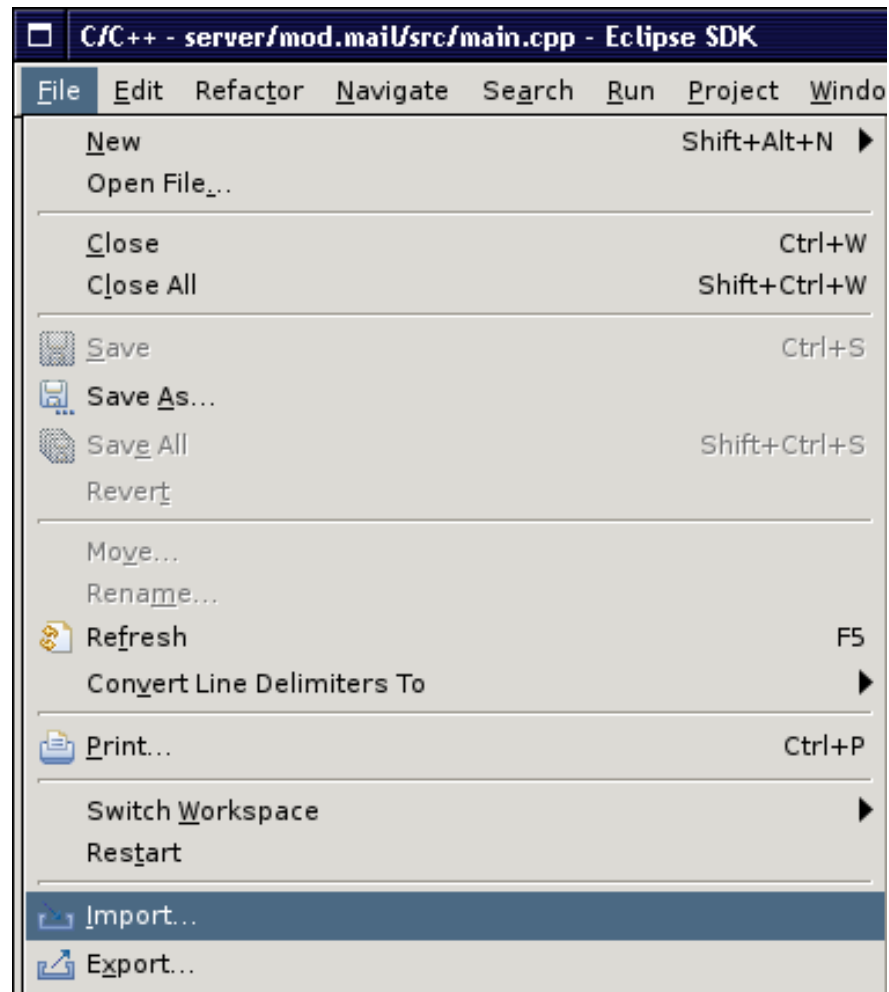 C/C++ - server/mod.mail/src/main.cpp - Eclipse SDK
File Edit Refactor Navigate Search Run Project Windo
New Shift+Alt+N
Open File...
Close Ctrl+W
Close All Shift+Ctrl+W
Save Ctrl+S
Save As...
Save All Shift+Ctrl+S
Revert
Move...
Rename...
Refresh F5
Convert Line Delimiters To
Print... Ctrl+P
Switch Workspace
Restart
Import...
Export...